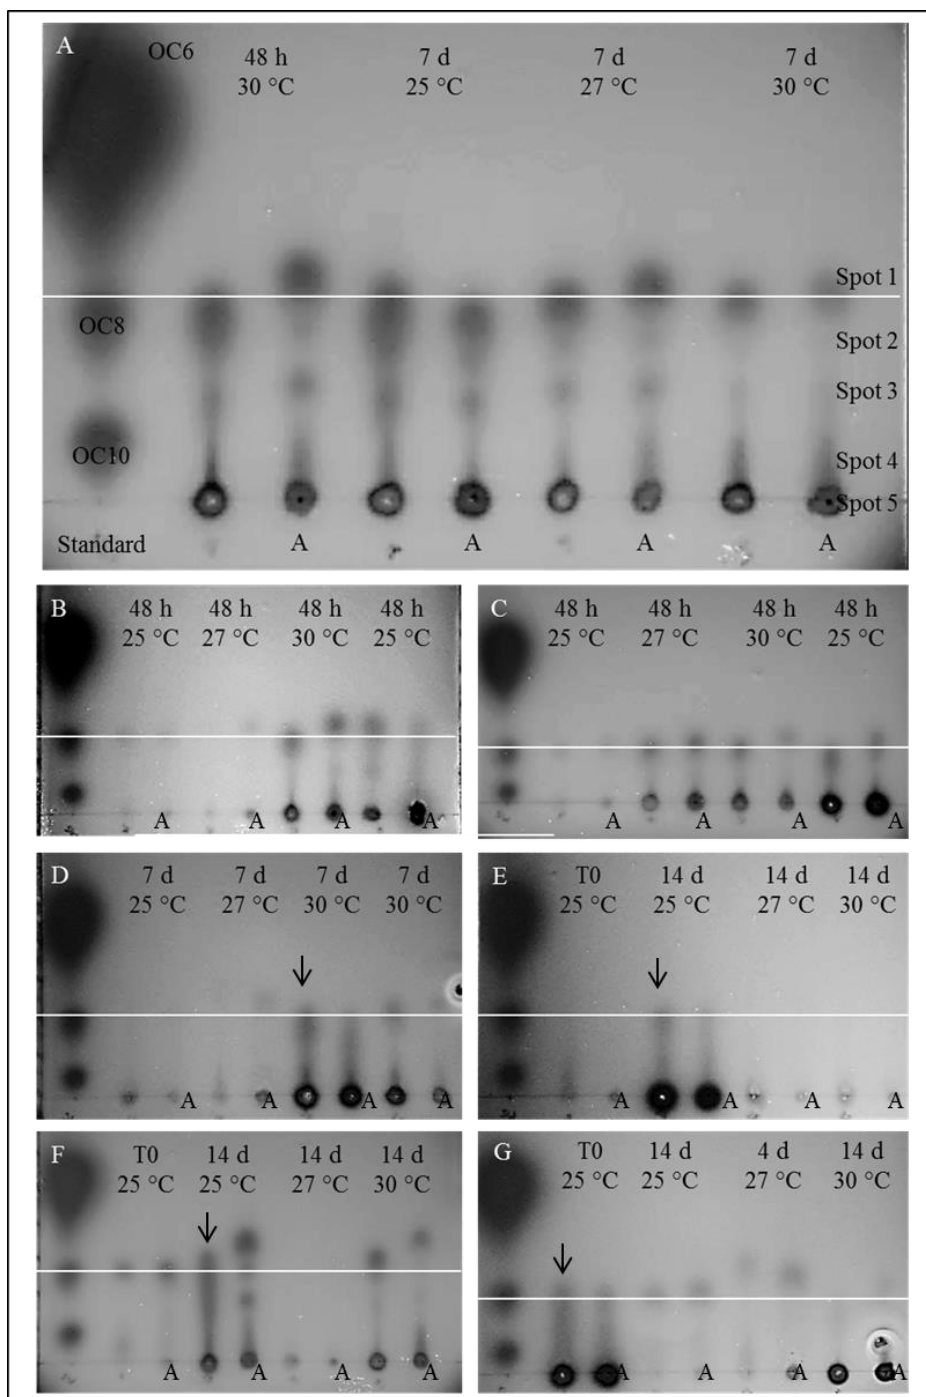 A
OC6
48 h 7 d 7 d 7 d
30 °C 25 °C 27 °C 30 °C
Spot 1
OC8
Spot 2
Spot 3
OC10
Spot 4
Spot 5
Standard A A A A
B
48 h 48 h 48 h 48 h
25 °C 27 °C 30 °C 25 °C
A A A A
C
48 h 48 h 48 h 48 h
25 °C 27 °C 30 °C 25 °C
A A A A
D
7 d 7 d 7 d 7 d
25 °C 27 °C 30 °C 30 °C
A A A A
E
T0 14 d 14 d 14 d
25 °C 25 °C 27 °C 30 °C
A A A A
F
T0 14 d 14 d 14 d
25 °C 25 °C 27 °C 30 °C
A A A A
G
T0 14 d 4 d 14 d
25 °C 25 °C 27 °C 30 °C
A A A A